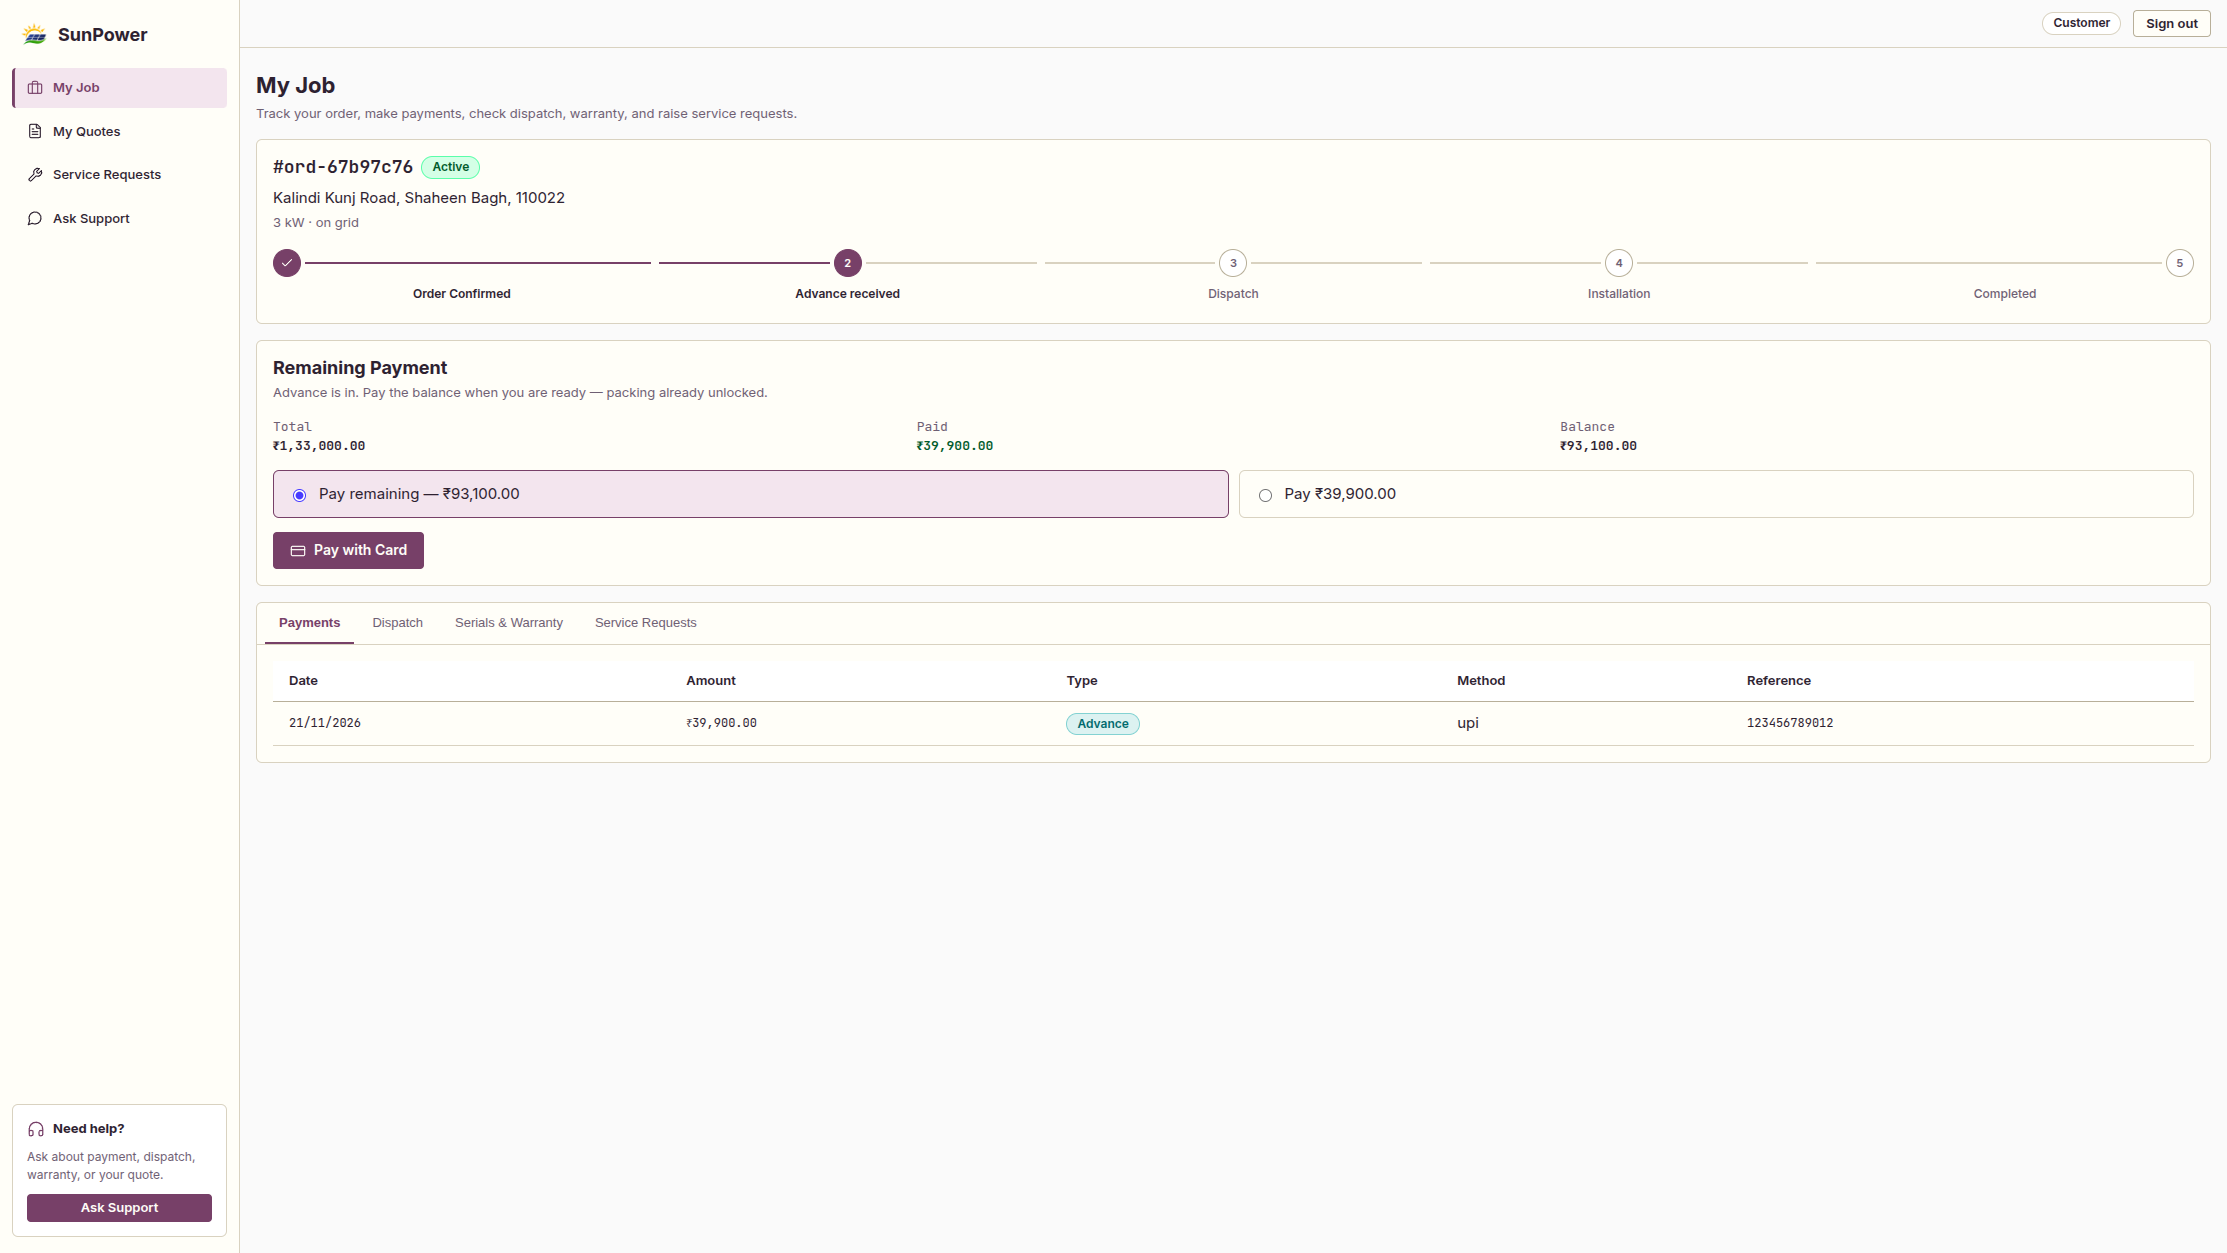 SunPower
Customer
Sign out
My Job
My Quotes
Service Requests
Ask Support
My Job
Track your order, make payments, check dispatch, warranty, and raise service requests.
#ord-67b97c76 Active
Kalindi Kunj Road, Shaheen Bagh, 110022
3 kW · on grid
2 3 4 5
Order Confirmed Advance received Dispatch Installation Completed
Remaining Payment
Advance is in. Pay the balance when you are ready — packing already unlocked.
Total Paid Balance
₹1,33,000.00 ₹39,900.00 ₹93,100.00
Pay remaining — ₹93,100.00 Pay ₹39,900.00
Pay with Card
Payments Dispatch Serials & Warranty Service Requests
Date Amount Type Method Reference
21/11/2026 ₹39,900.00 Advance upi 123456789012
Need help?
Ask about payment, dispatch,
warranty, or your quote.
Ask Support